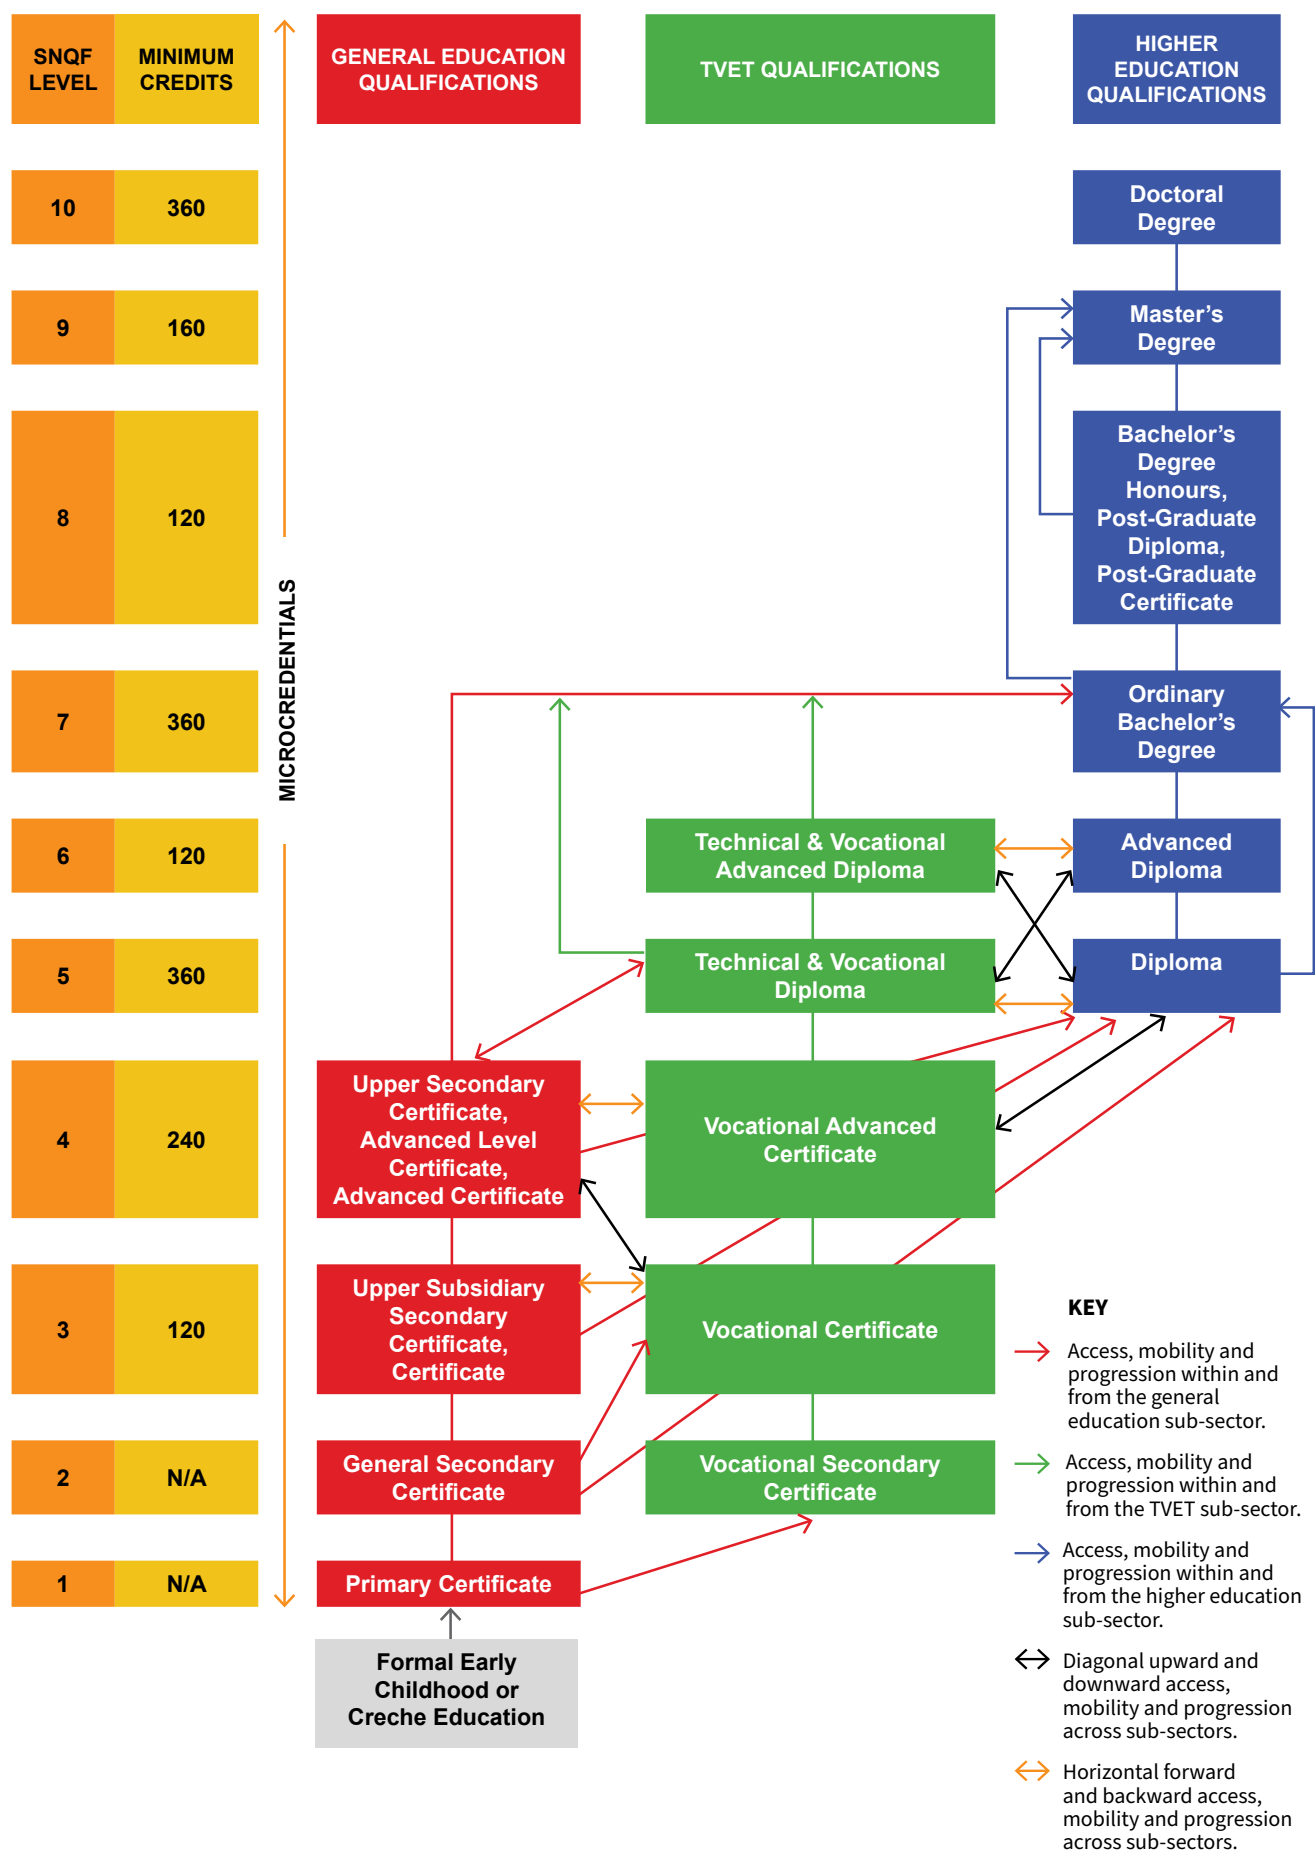 SNQF
LEVEL
MINIMUM
CREDITS
GENERAL EDUCATION
QUALIFICATIONS
TVET QUALIFICATIONS
HIGHER
EDUCATION
QUALIFICATIONS
10
360
Doctoral
Degree
9
160
Master's
Degree
8
120
Bachelor's
Degree
Honours,
Post-Graduate
Diploma,
Post-Graduate
Certificate
MICROCREDENTIALS
7
360
Ordinary
Bachelor's
Degree
6
120
Technical & Vocational
Advanced Diploma
Advanced
Diploma
5
360
Technical & Vocational
Diploma
Diploma
4
240
Upper Secondary
Certificate,
Advanced Level
Certificate,
Advanced Certificate
Vocational Advanced
Certificate
3
120
Upper Subsidiary
Secondary
Certificate,
Certificate
Vocational Certificate
2
N/A
General Secondary
Certificate
Vocational Secondary
Certificate
1
N/A
Primary Certificate
Formal Early
Childhood or
Creche Education
KEY
Access, mobility and
progression within and
from the general
education sub-sector.
Access, mobility and
progression within and
from the TVET sub-sector.
Access, mobility and
progression within and
from the higher education
sub-sector.
Diagonal upward and
downward access,
mobility and progression
across sub-sectors.
Horizontal forward
and backward access,
mobility and progression
across sub-sectors.